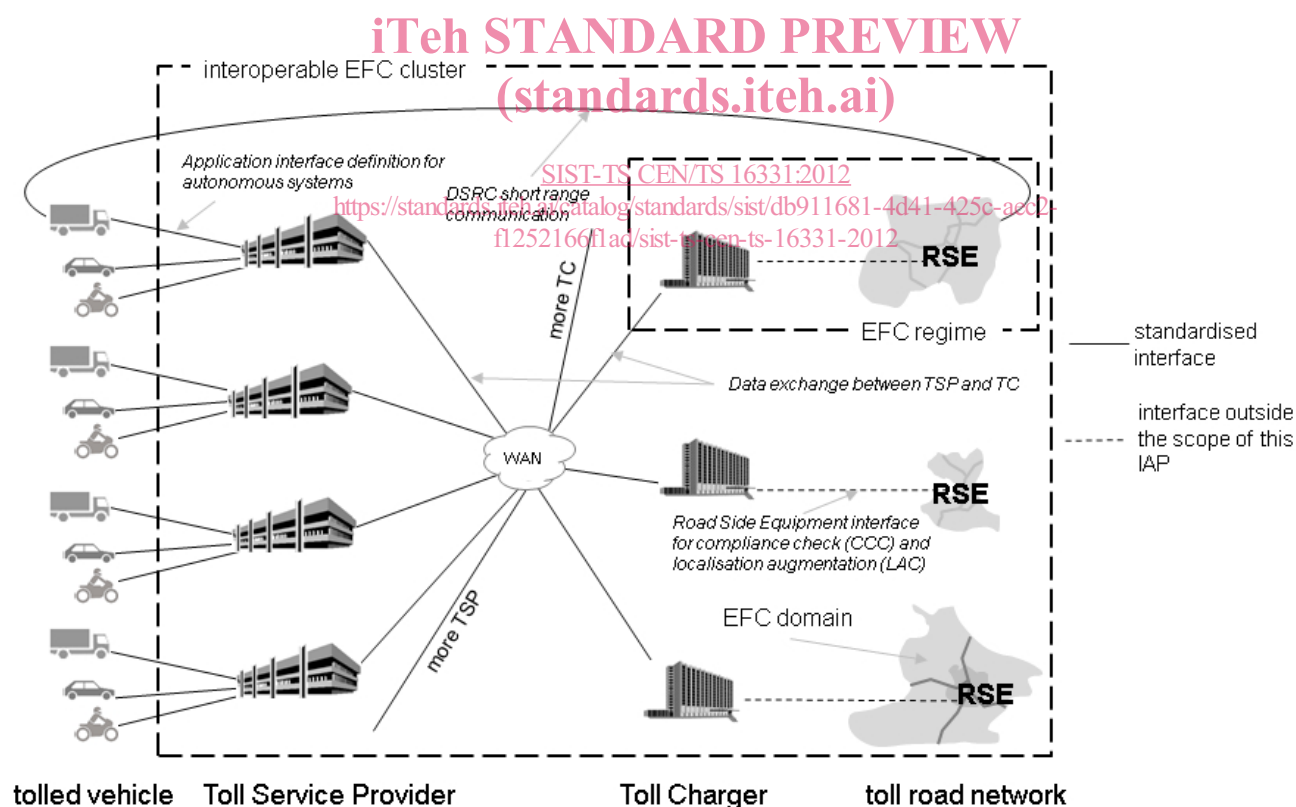 iTeh STANDARD PREVIEW
(standards.iteh.ai)
interoperable EFC cluster
Application interface definition for
autonomous systems
SIST-TS CEN/TS 16331:2012
https://standards.iteh.ai/catalog/standards/sist/db911681-4d41-425c-aec2-
f1252166f1ad/sist-ts-cen-ts-16331-2012
DSRC short range
communication
RSE
more TC
EFC regime
standardised
interface
Data exchange between TSP and TC
interface outside
the scope of this
IAP
WAN
RSE
Road Side Equipment interface
for compliance check (CCC) and
localisation augmentation (LAC)
more TSP
EFC domain
RSE
tolled vehicle
Toll Service Provider
Toll Charger
toll road network